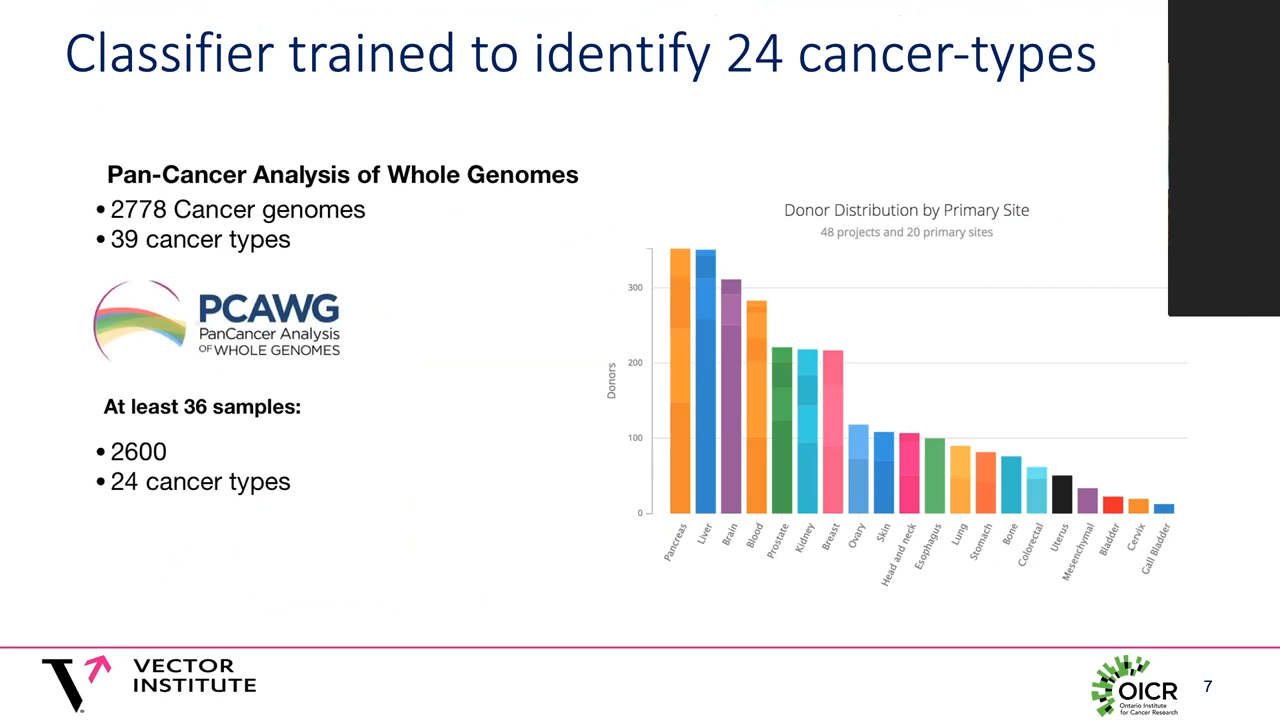 Classifier trained to identify 24 cancer-types
Pan-Cancer Analysis of Whole Genomes
• 2778 Cancer genomes
• 39 cancer types
PCAWG
PanCancer Analysis
OF WHOLE GENOMES
At least 36 samples:
• 2600
• 24 cancer types
Donor Distribution by Primary Site
48 projects and 20 primary sites
Donors
300
200
100
0
Pancreas
Liver
Brain
Blood
Prostate
Kidney
Breast
Ovary
Skin
Head and neck
Esophagus
Lung
Stomach
Bone
Colorectal
Uterus
Mesenchymal
Bladder
Cervix
Gall Bladder
VECTOR
INSTITUTE
OICR
Ontario Institute
for Cancer Research
7